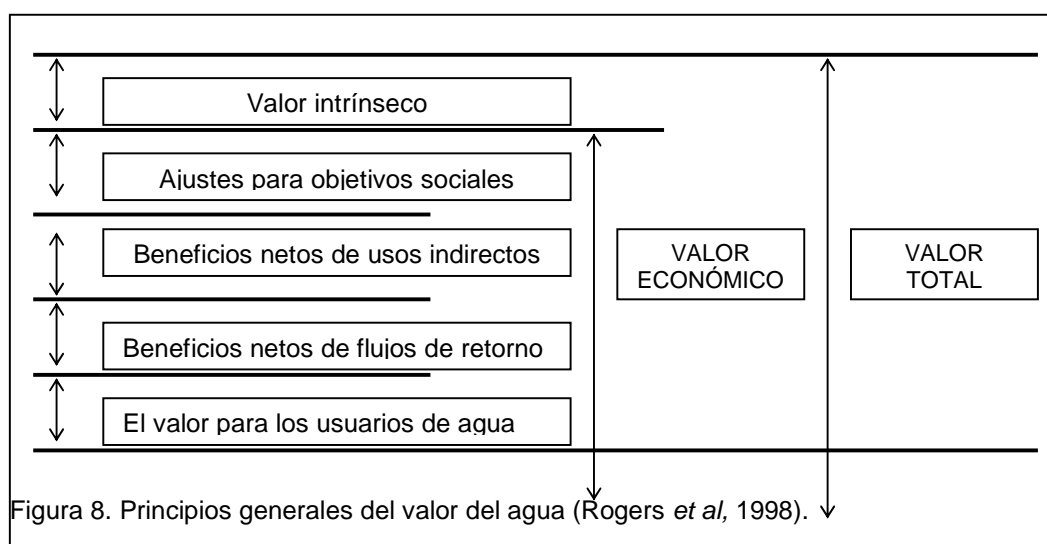 Valor intrínseco
Ajustes para objetivos sociales
Beneficios netos de usos indirectos
VALOR
ECONÓMICO
VALOR
TOTAL
Beneficios netos de flujos de retorno
El valor para los usuarios de agua
Figura 8. Principios generales del valor del agua (Rogers et al, 1998).